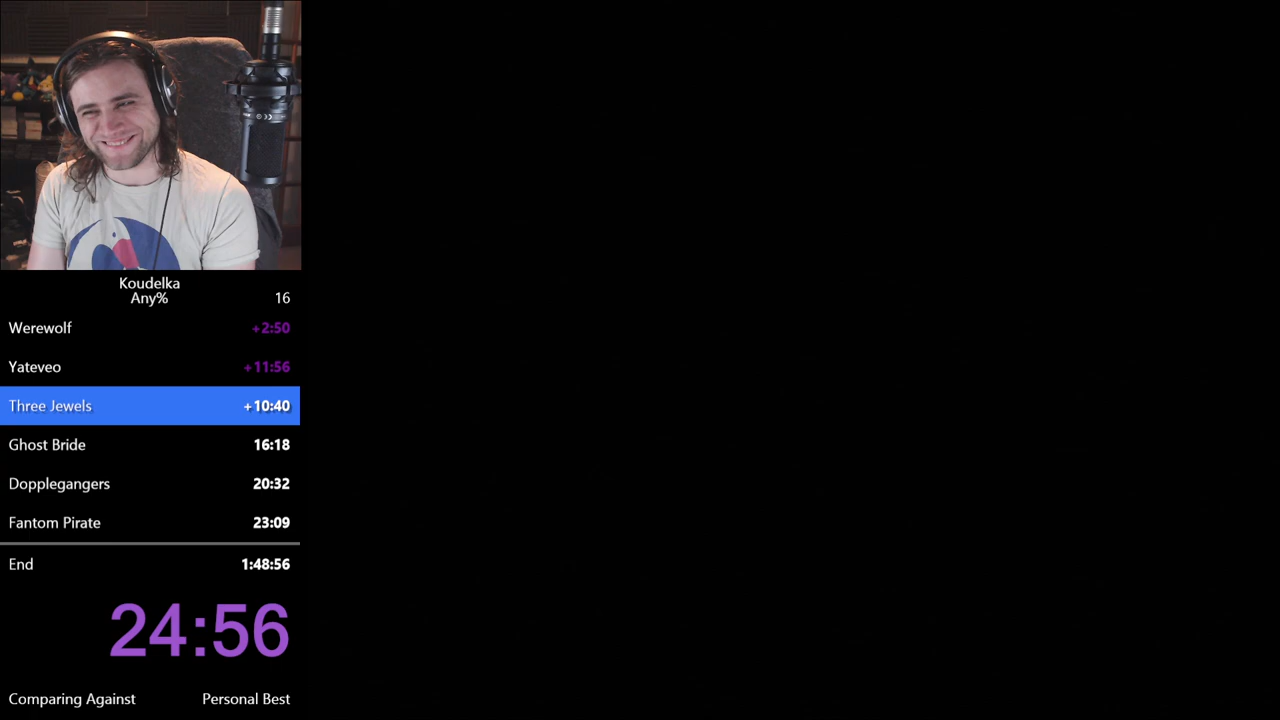 Koudelka
Any% 16
Werewolf +2:50
Yateveo +11:56
Three Jewels +10:40
Ghost Bride 16:18
Dopplegangers 20:32
Fantom Pirate 23:09
End 1:48:56
24:56
Comparing Against Personal Best